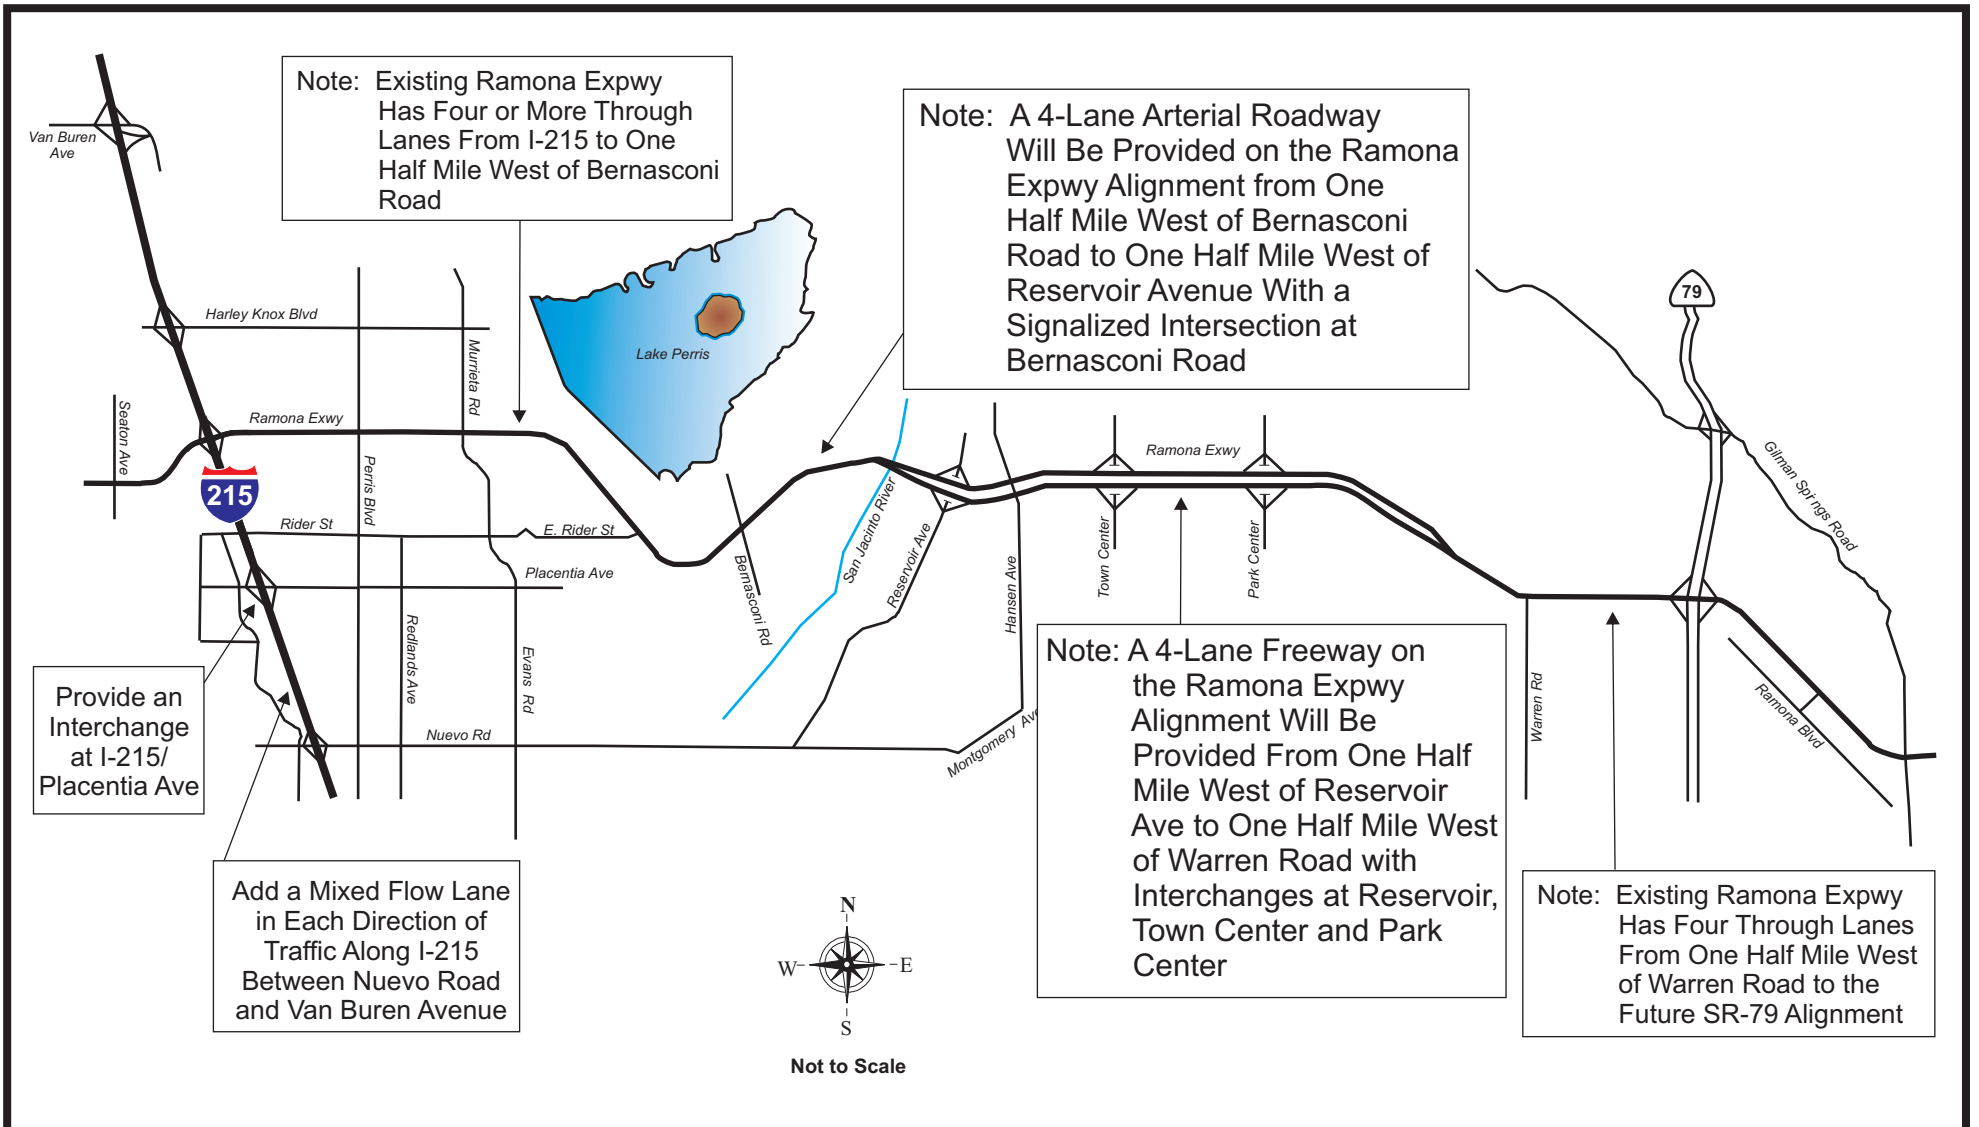 Note: Existing Ramona Expwy
Has Four or More Through
Lanes From I-215 to One
Half Mile West of Bernasconi
Road
Note: A 4-Lane Arterial Roadway
Will Be Provided on the Ramona
Expwy Alignment from One
Half Mile West of Bernasconi
Road to One Half Mile West of
Reservoir Avenue With a
Signalized Intersection at
Bernasconi Road
Van Buren
Ave
79
Harley Knox Blvd
Murrieta Rd
Lake Perris
Seaton Ave
Ramona Exwy
Ramona Exwy
Gilman Spirngs Road
215
Perris Blvd
Rider St
E. Rider St
San Jacinto River
Reservoir Ave
Town Center
Park Center
Placentia Ave
Bernasconi Rd
Hansen Ave
Redlands Ave
Evans Rd
Nuevo Rd
Montgomery Ave
Warren Rd
Ramona Blvd
Provide an
Interchange
at I-215/
Placentia Ave
Note: A 4-Lane Freeway on
the Ramona Expwy
Alignment Will Be
Provided From One Half
Mile West of Reservoir
Ave to One Half Mile West
of Warren Road with
Interchanges at Reservoir,
Town Center and Park
Center
Add a Mixed Flow Lane
in Each Direction of
Traffic Along I-215
Between Nuevo Road
and Van Buren Avenue
Note: Existing Ramona Expwy
Has Four Through Lanes
From One Half Mile West
of Warren Road to the
Future SR-79 Alignment
N
W
E
S
Not to Scale